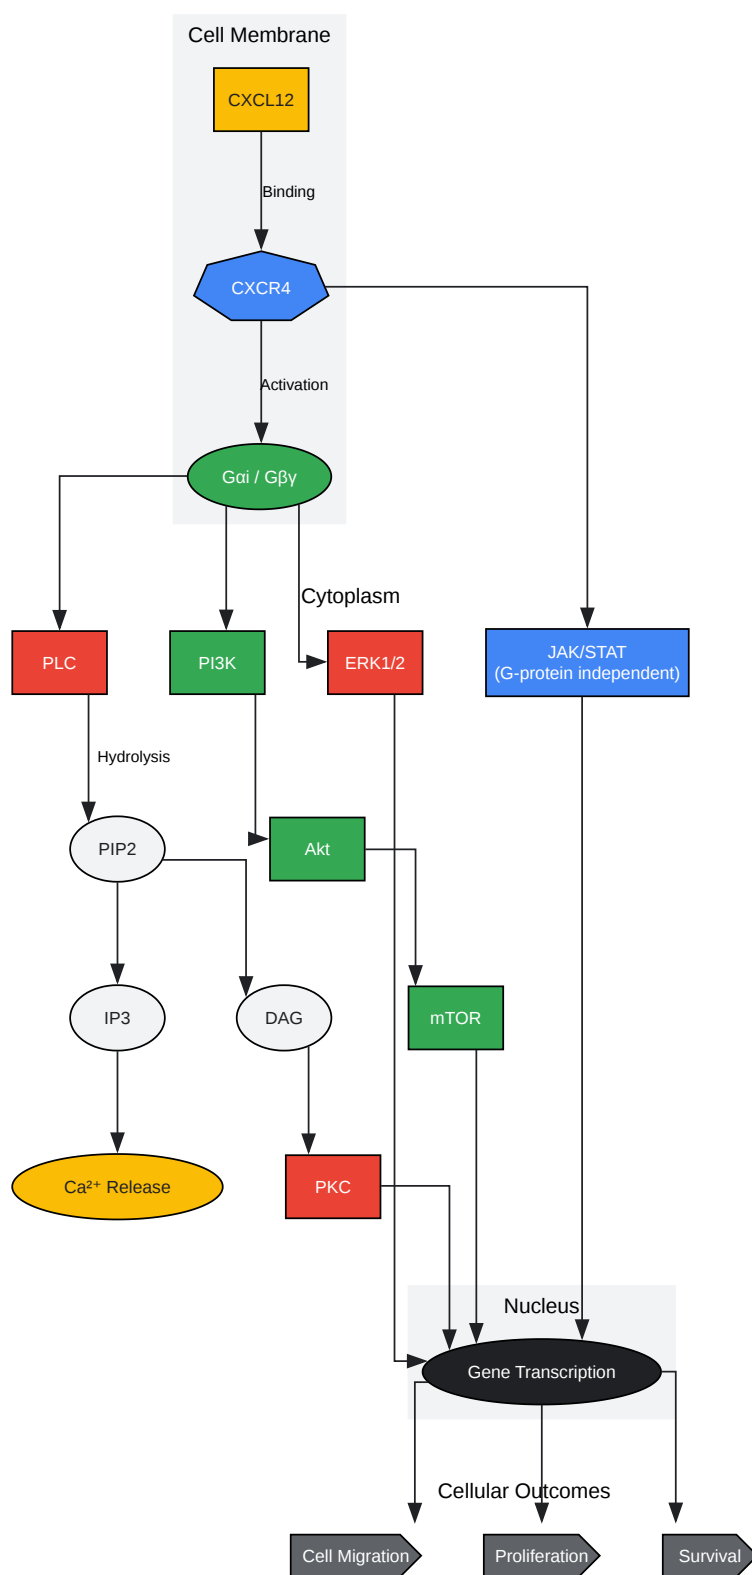 Cell Membrane
CXCL12
Binding
CXCR4
Activation
Gαi / Gβγ
Cytoplasm
PLC
PI3K
ERK1/2
JAK/STAT
(G-protein independent)
Hydrolysis
PIP2
Akt
IP3
DAG
mTOR
Ca²⁺ Release
PKC
Nucleus
Gene Transcription
Cellular Outcomes
Cell Migration
Proliferation
Survival